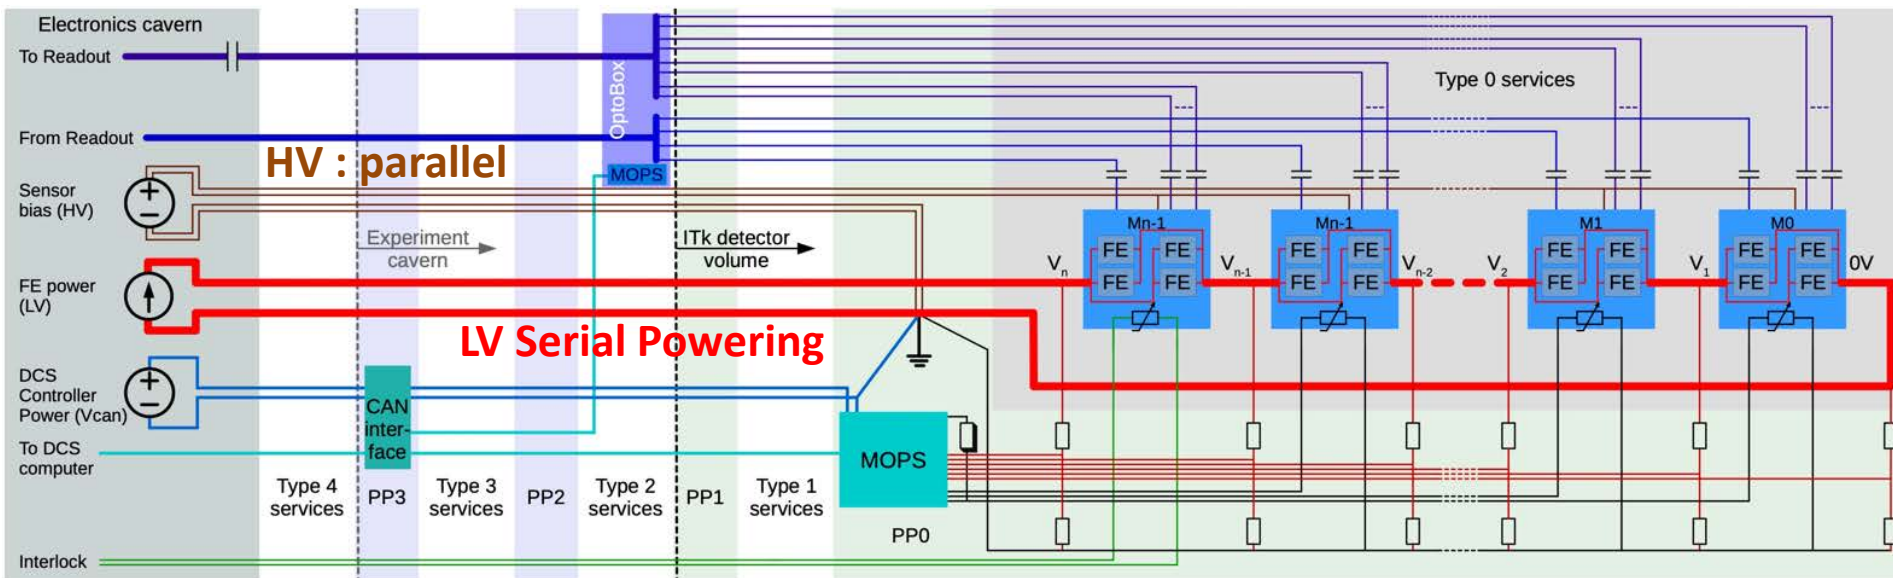 Electronics cavern
To Readout
OptoBox
Type 0 services
From Readout
HV : parallel
MOPS
Sensor
bias (HV)
Experiment
cavern
ITk detector
volume
Mn-1
FE FE
FE FE
Mn-1
FE FE
FE FE
M1
FE FE
FE FE
M0
FE FE
FE FE
Vn
Vn-1
Vn-2
V2
V1
0V
FE power
(LV)
LV Serial Powering
DCS
Controller
Power (Vcan)
CAN
inter-
face
To DCS
computer
MOPS
Type 4
services
PP3
Type 3
services
PP2
Type 2
services
PP1
Type 1
services
PP0
Interlock